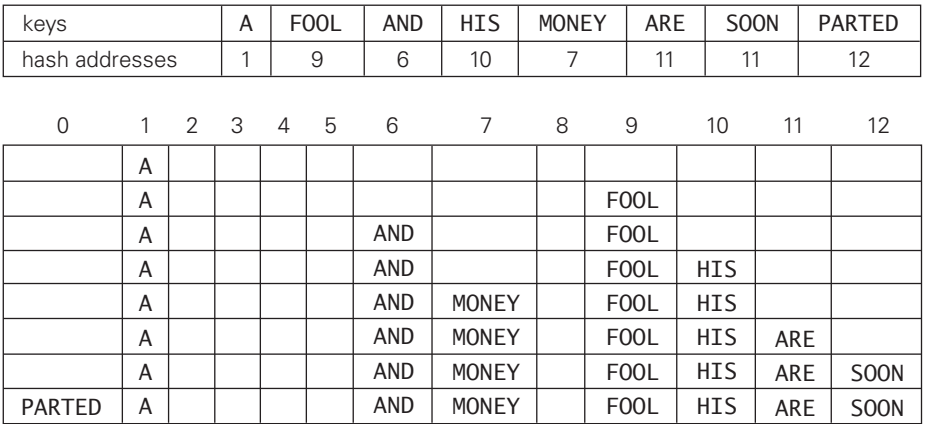 keys A FOOL AND HIS MONEY ARE SOON PARTED
hash addresses 1 9 6 10 7 11 11 12
0 1 2 3 4 5 6 7 8 9 10 11 12
A
A FOOL
A AND FOOL
A AND FOOL HIS
A AND MONEY FOOL HIS
A AND MONEY FOOL HIS ARE
A AND MONEY FOOL HIS ARE SOON
PARTED A AND MONEY FOOL HIS ARE SOON